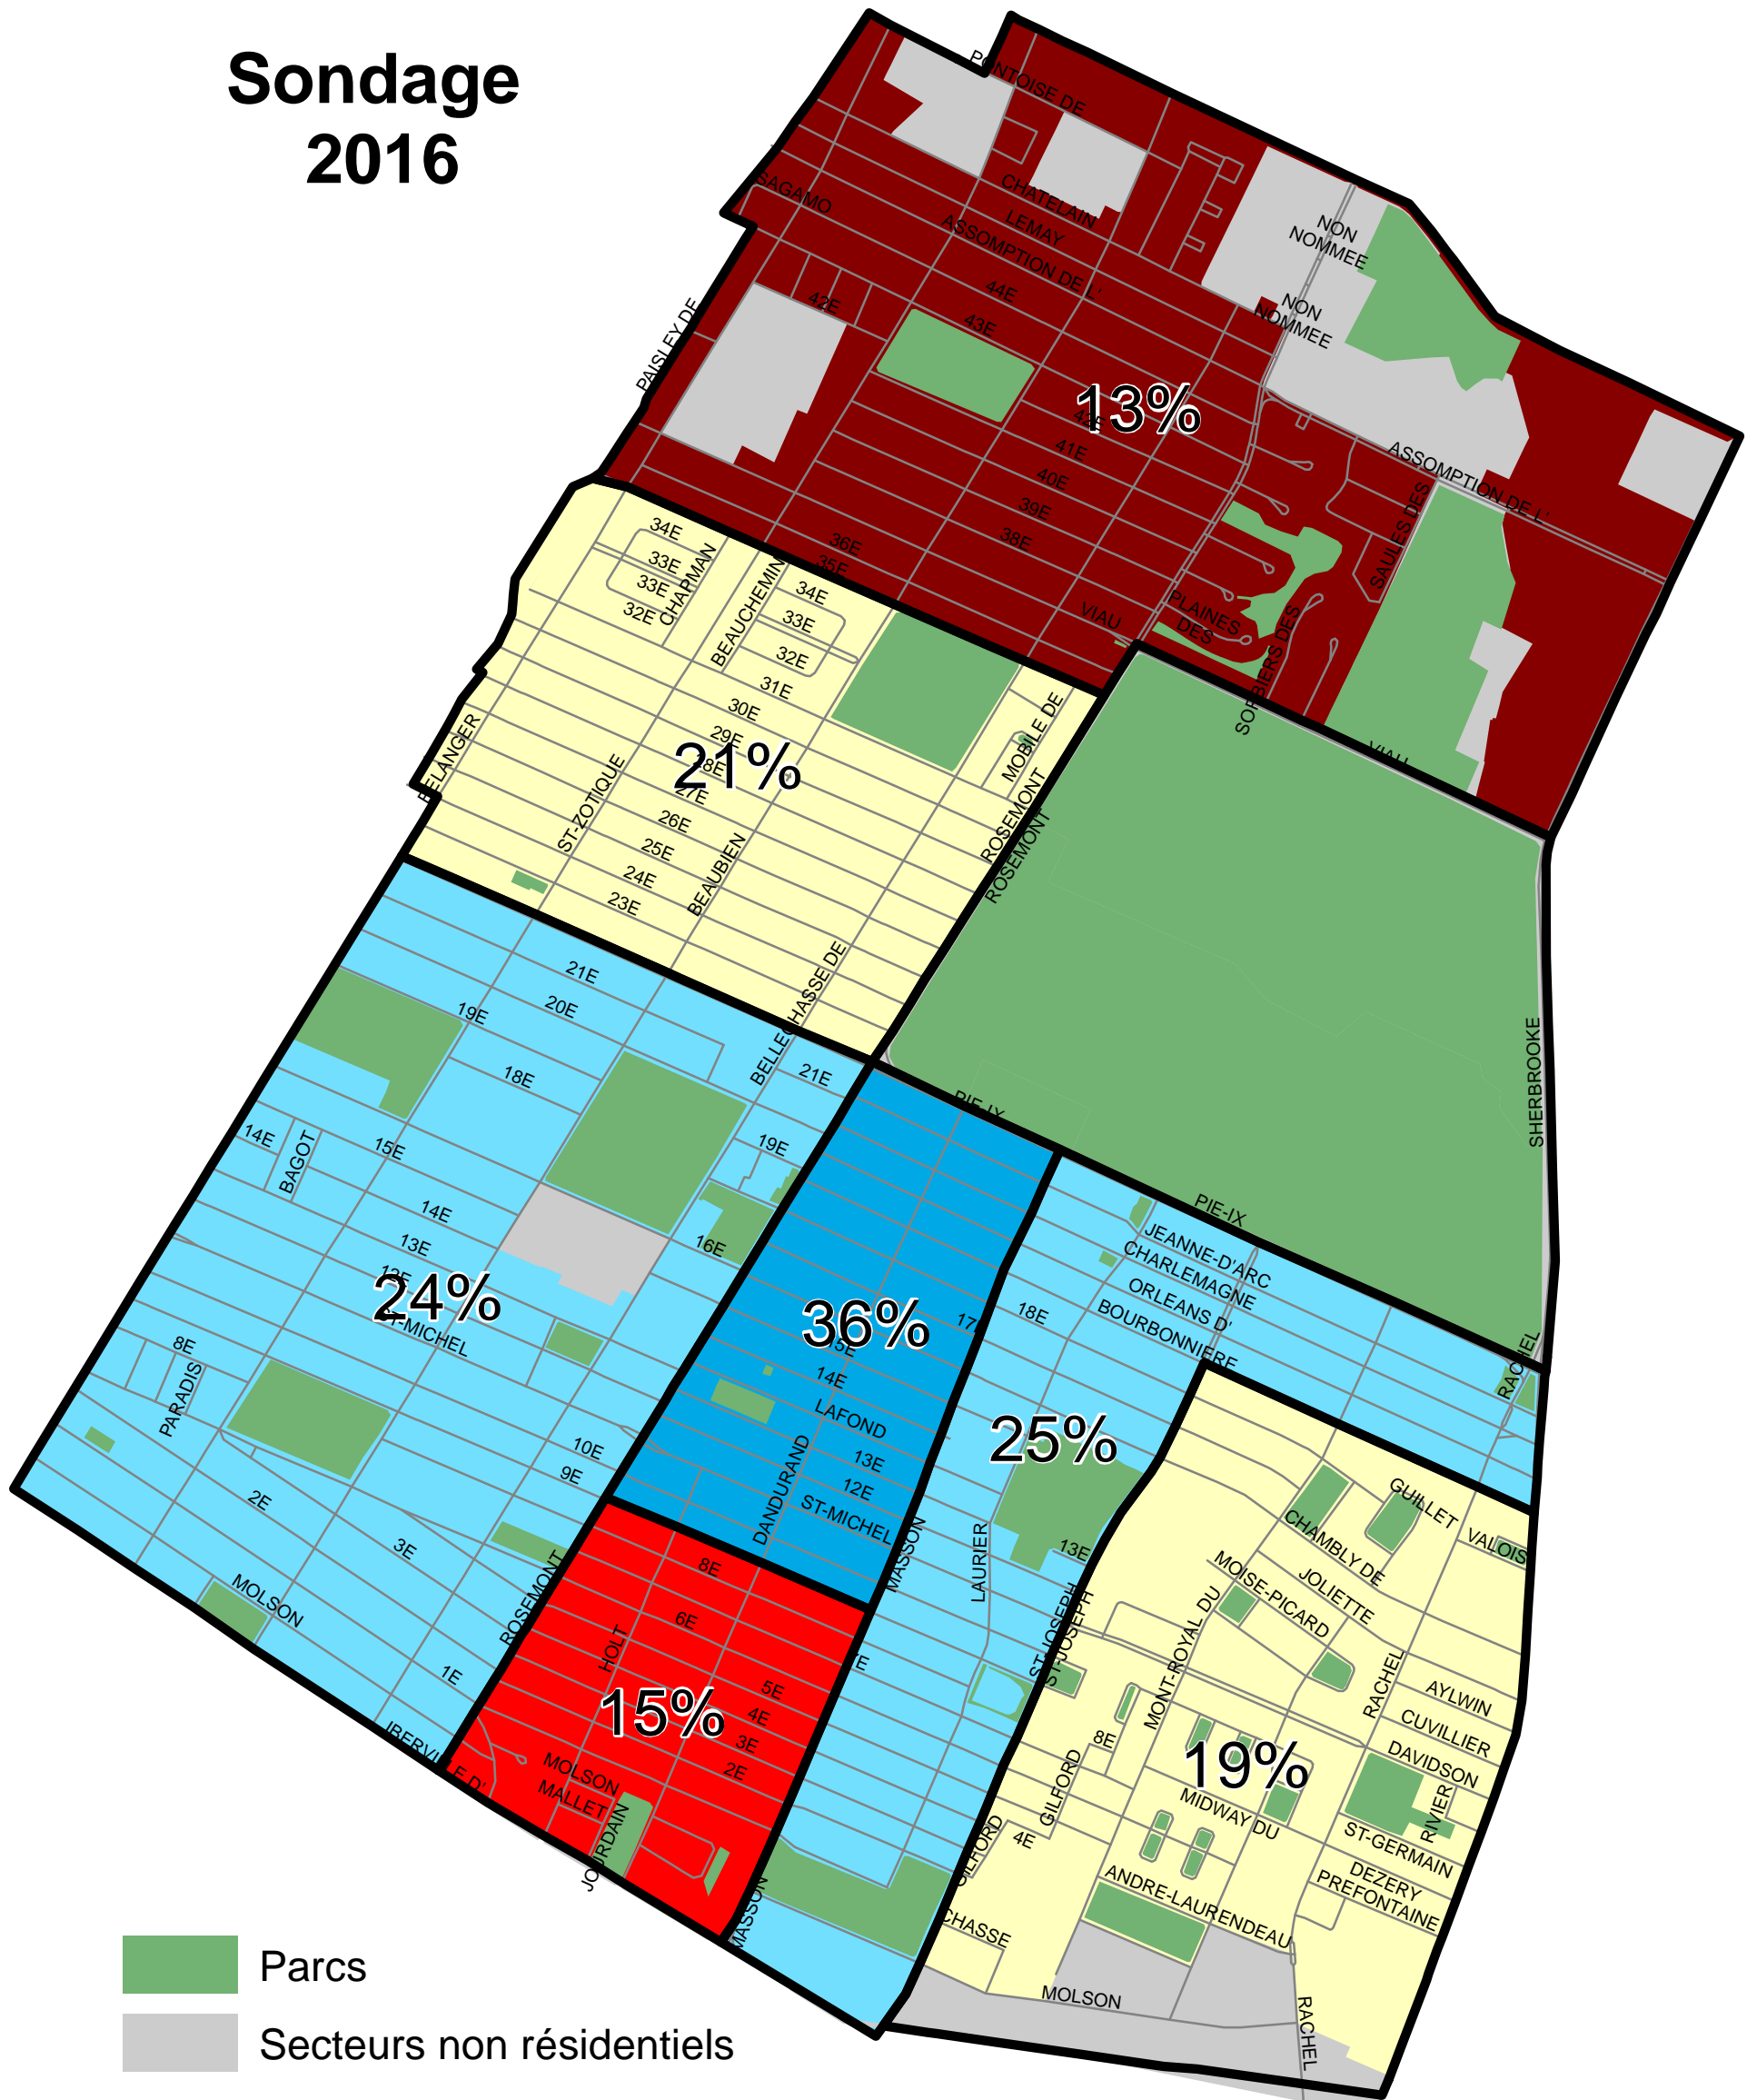 Sondage
2016
PONTOISE DE
CHATELAIN
LEMAY
SAGAMO
ASSOMPTION DE L'
NON
NOMMEE
NON
NOMMEE
44E
43E
42E
PAISLEY DE
13%
42E
41E
40E
39E
38E
36E
35E
ASSOMPTION DE L'
SAULES DES
PLAINES
DES
VIAU
SORBIERS DES
VIAU
34E
33E
33E
32E
CHAPMAN
BEAUCHEMIN
34E
33E
32E
31E
30E
29E
28E
27E
26E
25E
24E
23E
21%
MOBILE DE
ROSEMONT
ROSEMONT
BELANGER
ST-ZOTIQUE
BEAUBIEN
BELLECHASSE DE
21E
20E
19E
18E
21E
19E
16E
PIE-IX
PIE-IX
SHERBROOKE
14E
BAGOT
15E
14E
13E
12E
24%
ST-MICHEL
8E
PARADIS
10E
9E
2E
3E
MOLSON
1E
ROSEMONT
IBERVILLE D'
36%
15E
14E
LAFOND
13E
12E
ST-MICHEL
DANDURAND
MASSON
JEANNE-D'ARC
CHARLEMAGNE
ORLEANS D'
BOURBONNIERE
18E
RACHEL
25%
LAURIER
13E
ST-JOSEPH
ST-JOSEPH
8E
6E
5E
4E
3E
2E
HOLT
15%
MOLSON
MALLET
JOURDAIN
MASSON
GUILLET
VALOIS
CHAMBLY DE
JOLIETTE
MOISE-PICARD
MONT-ROYAL DU
RACHEL
AYLWIN
CUVILLIER
DAVIDSON
RIVIER
ST-GERMAIN
DEZERY
PREFONTAINE
19%
8E
GILFORD
MIDWAY DU
4E
GILFORD
ANDRE-LAURENDEAU
CHASSE
MOLSON
RACHEL
Parcs
Secteurs non résidentiels